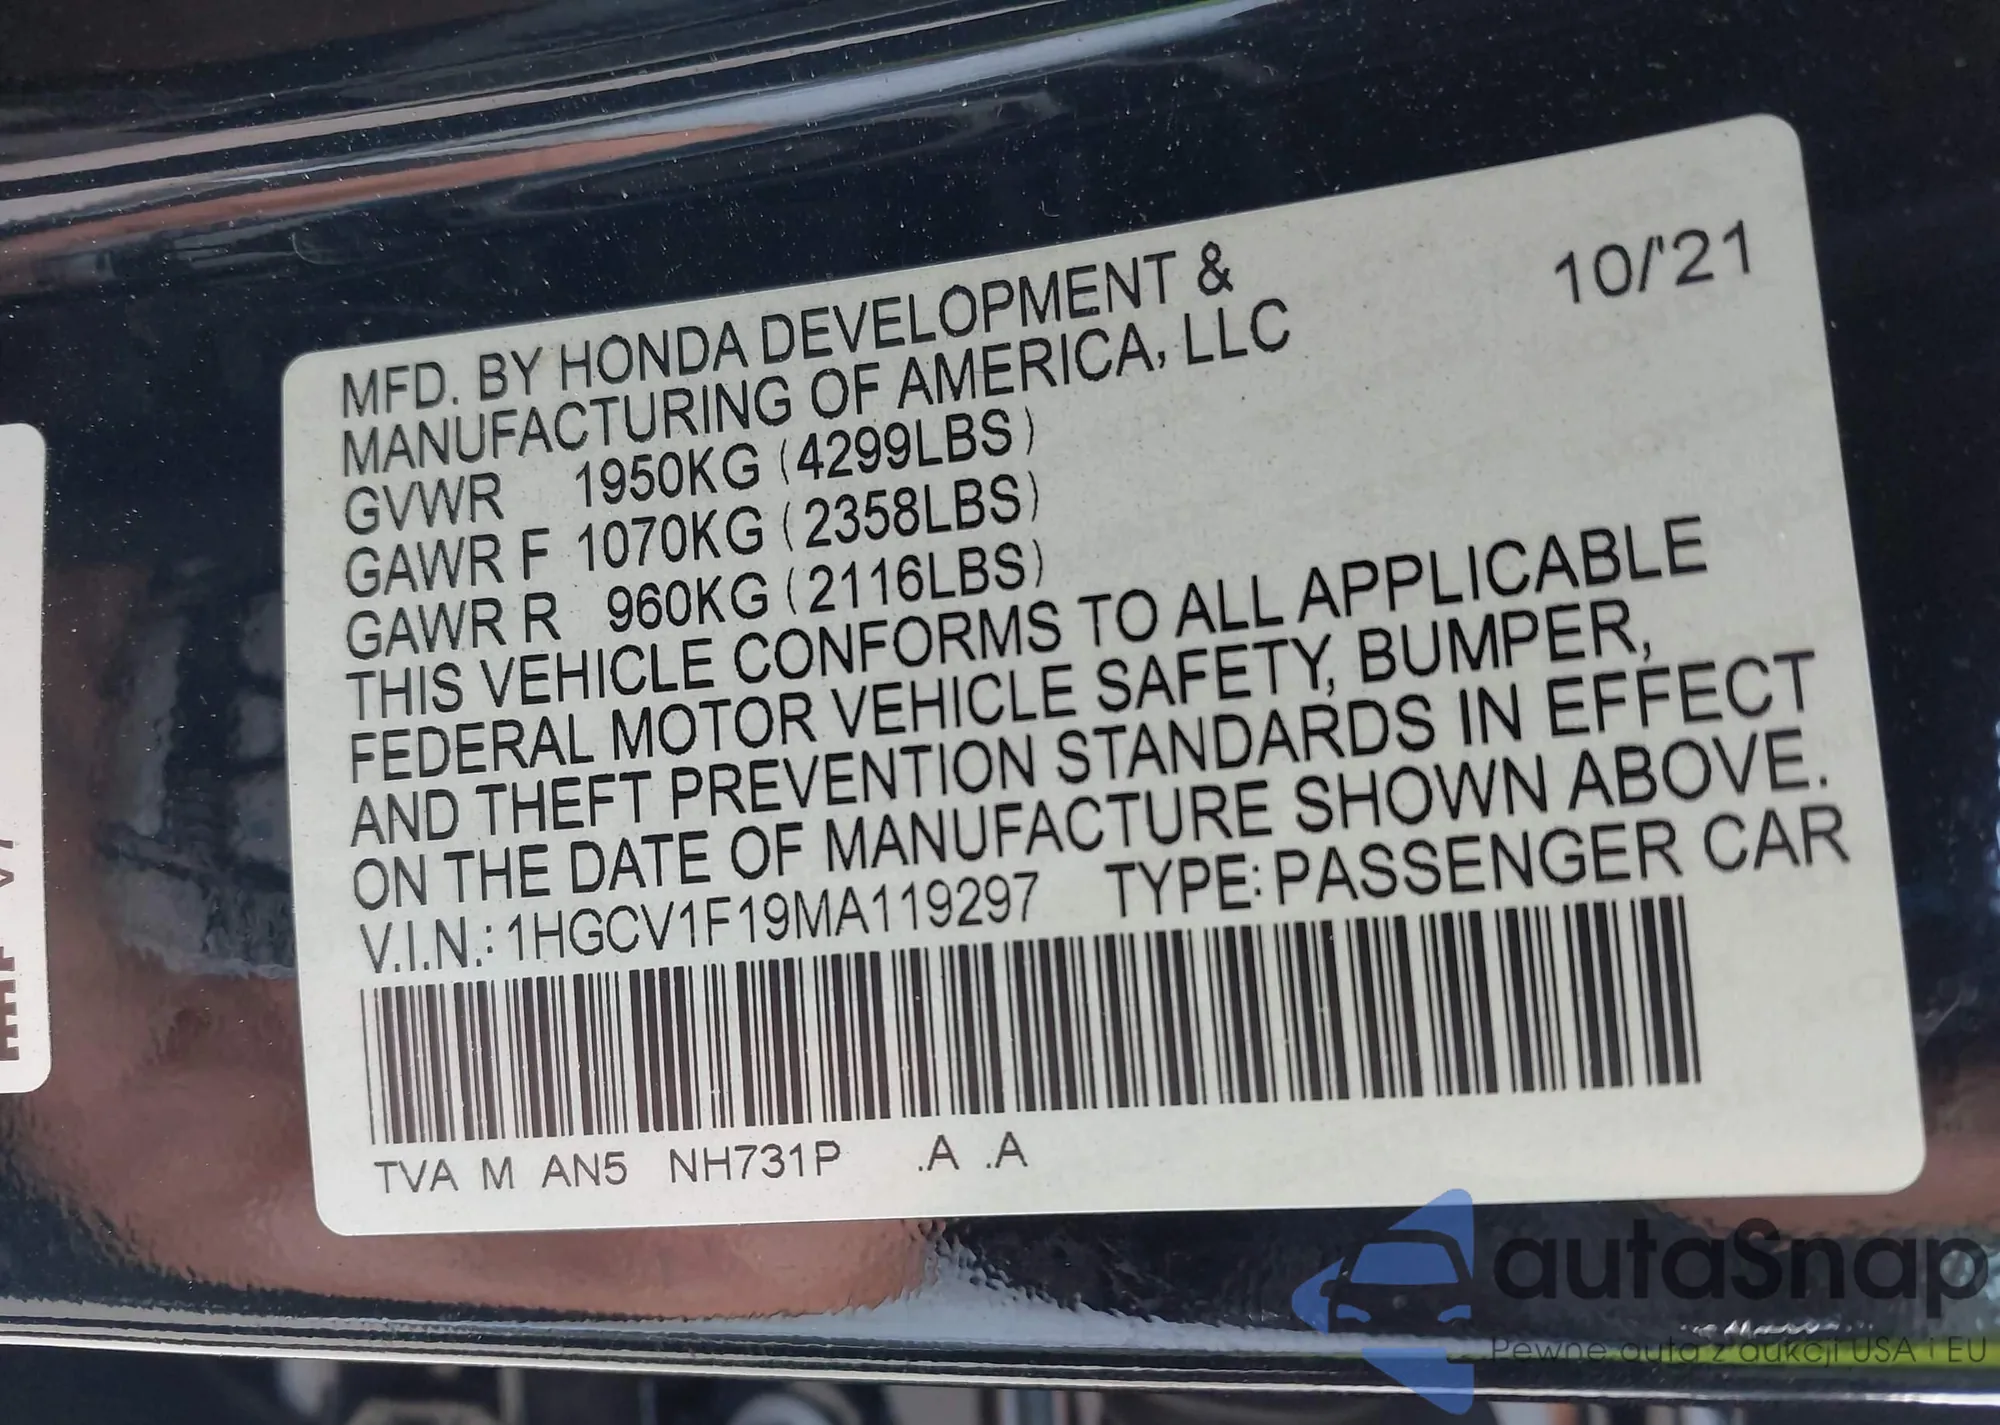 10/'21
MFD. BY HONDA DEVELOPMENT &
MANUFACTURING OF AMERICA, LLC
GVWR 1950KG (4299LBS)
GAWR F 1070KG (2358LBS)
GAWR R 960KG (2116LBS)
THIS VEHICLE CONFORMS TO ALL APPLICABLE
FEDERAL MOTOR VEHICLE SAFETY, BUMPER,
AND THEFT PREVENTION STANDARDS IN EFFECT
ON THE DATE OF MANUFACTURE SHOWN ABOVE.
V.I.N.: 1HGCV1F19MA119297 TYPE: PASSENGER CAR
TVA M AN5 NH731P .A .A
autaSnap
Pewne auta z aukcji USA i EU